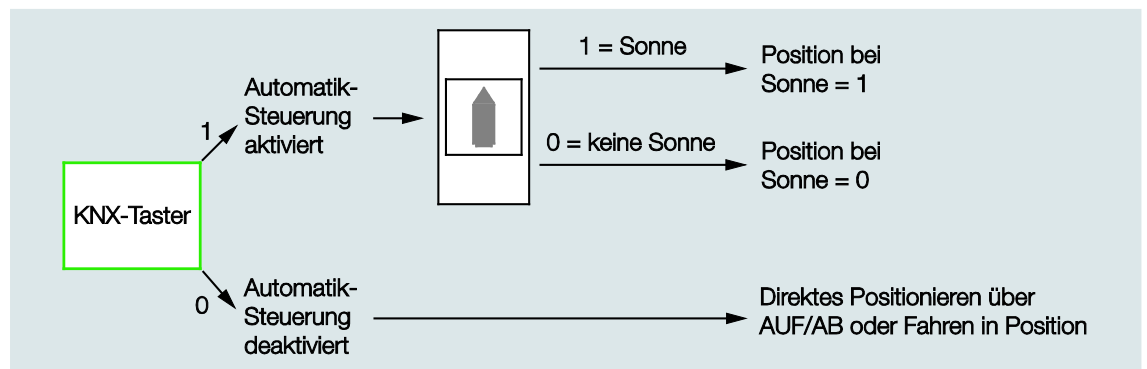 KNX-Taster
1
Automatik-
Steuerung
aktiviert
1 = Sonne
Position bei
Sonne = 1
0 = keine Sonne
Position bei
Sonne = 0
0
Automatik-
Steuerung
deaktiviert
Direktes Positionieren über
AUF/AB oder Fahren in Position